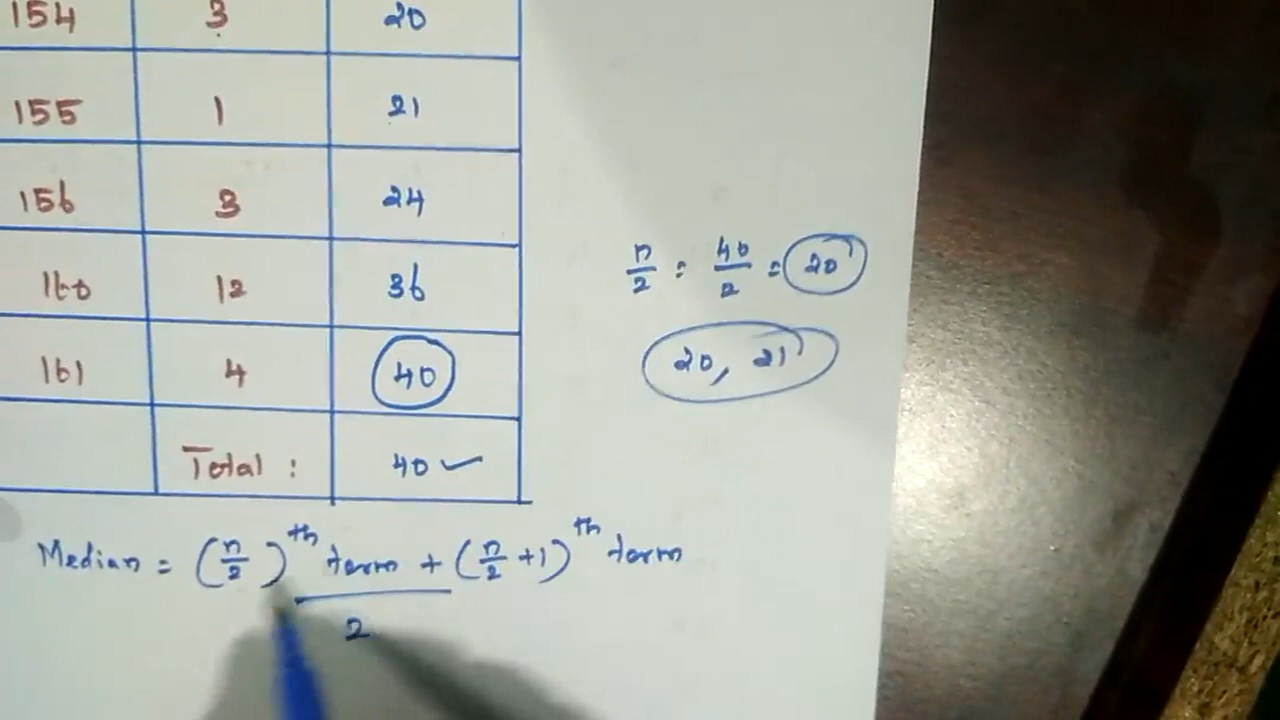 154 3 20
155 1 21
156 3 24
160 12 36
161 4 40
Total : 40 ✓
n/2 = 40/2 = 20
20, 21
Median = (n/2)th term + (n/2 + 1)th term
2